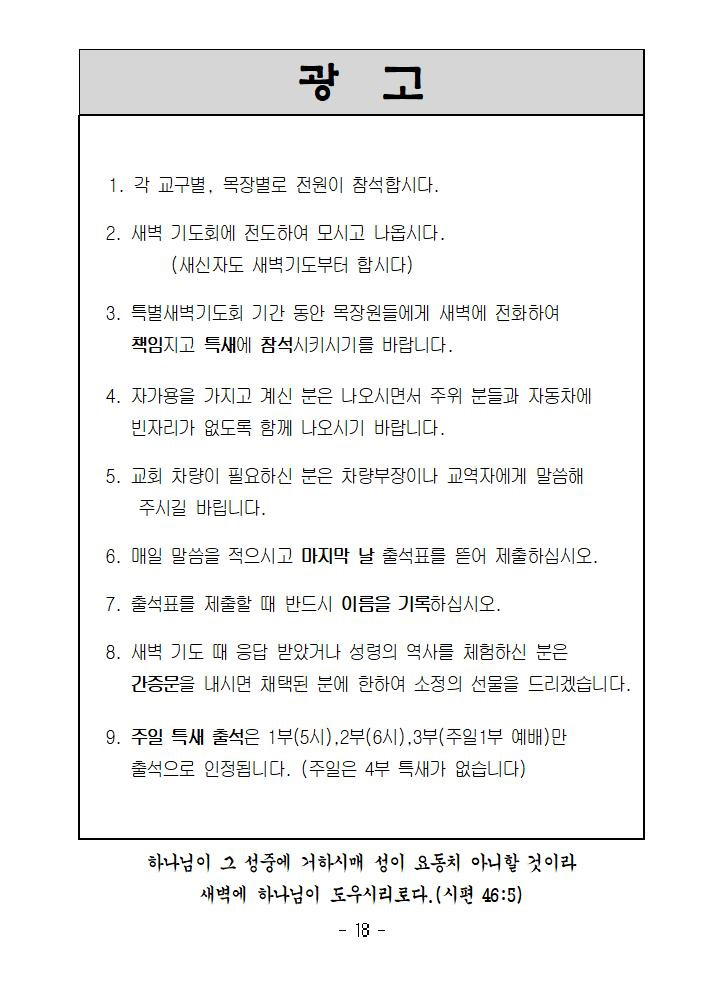 광 고
1. 각 교구별, 목장별로 전원이 참석합시다.
2. 새벽 기도회에 전도하여 모시고 나옵시다.
(새신자도 새벽기도부터 합시다)
3. 특별새벽기도회 기간 동안 목장원들에게 새벽에 전화하여
책임지고 특새에 참석시키시기를 바랍니다.
4. 자가용을 가지고 계신 분은 나오시면서 주위 분들과 자동차에
빈자리가 없도록 함께 나오시기 바랍니다.
5. 교회 차량이 필요하신 분은 차량부장이나 교역자에게 말씀해
주시길 바립니다.
6. 매일 말씀을 적으시고 마지막 날 출석표를 뜯어 제출하십시오.
7. 출석표를 제출할 때 반드시 이름을 기록하십시오.
8. 새벽 기도 때 응답 받았거나 성령의 역사를 체험하신 분은
간증문을 내시면 채택된 분에 한하여 소정의 선물을 드리겠습니다.
9. 주일 특새 출석은 1부(5시),2부(6시),3부(주일1부 예배)만
출석으로 인정됩니다. (주일은 4부 특새가 없습니다)
하나님이 그 성중에 거하시매 성이 요동치 아니할 것이라
새벽에 하나님이 도우시리로다.(시편 46:5)
- 18 -